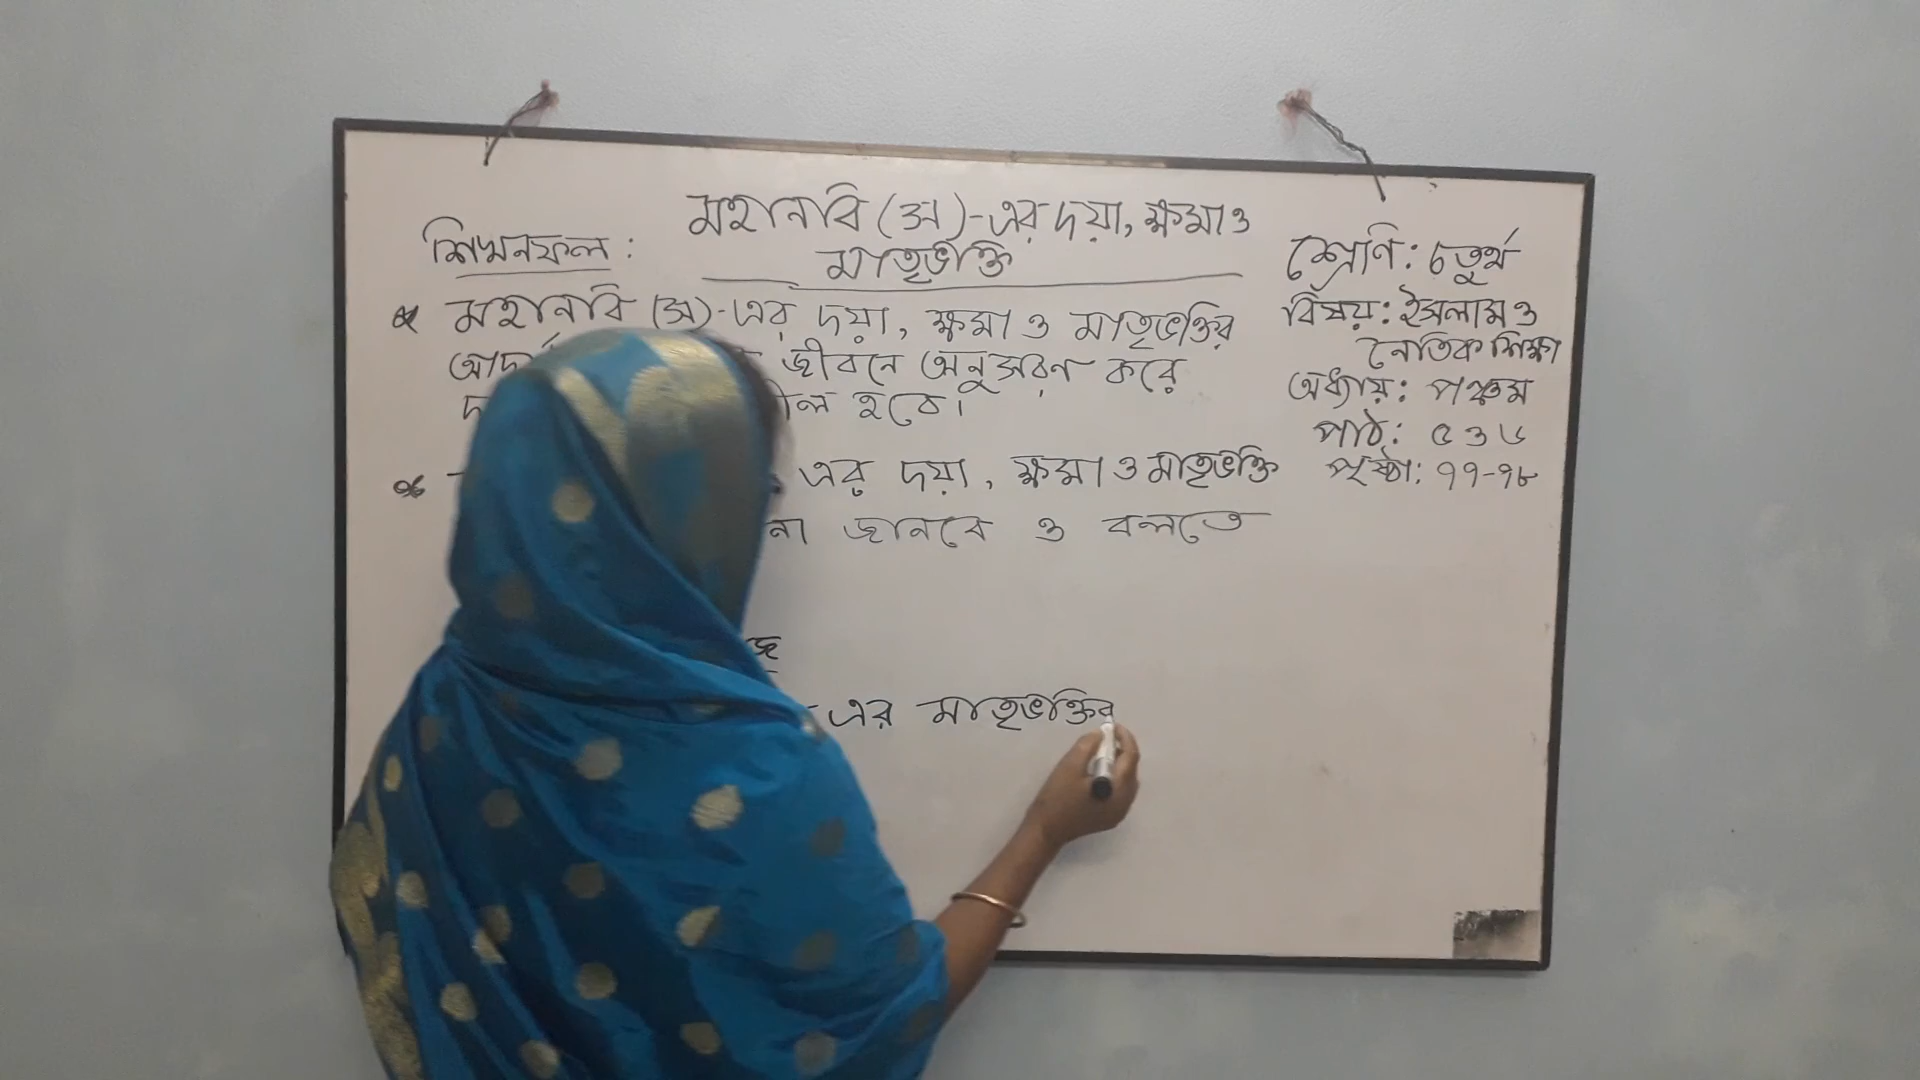 মহানবি (স)-এর দয়া, ক্ষমা ও
মাতৃভক্তি
শিখনফল :
মহানবি (স)-এর দয়া, ক্ষমা ও মাতৃভক্তির
জীবনে অনুসরণ করে
হবে।
এর দয়া, ক্ষমা ও মাতৃভক্তি
জানবে ও বলতে
-এর মাতৃভক্তির
শ্রেণি: চতুর্থ
বিষয়: ইসলাম ও
নৈতিক শিক্ষা
অধ্যায়: পঞ্চম
পাঠ: ৫ ও ৬
পৃষ্ঠা: ৭৭-৭৮